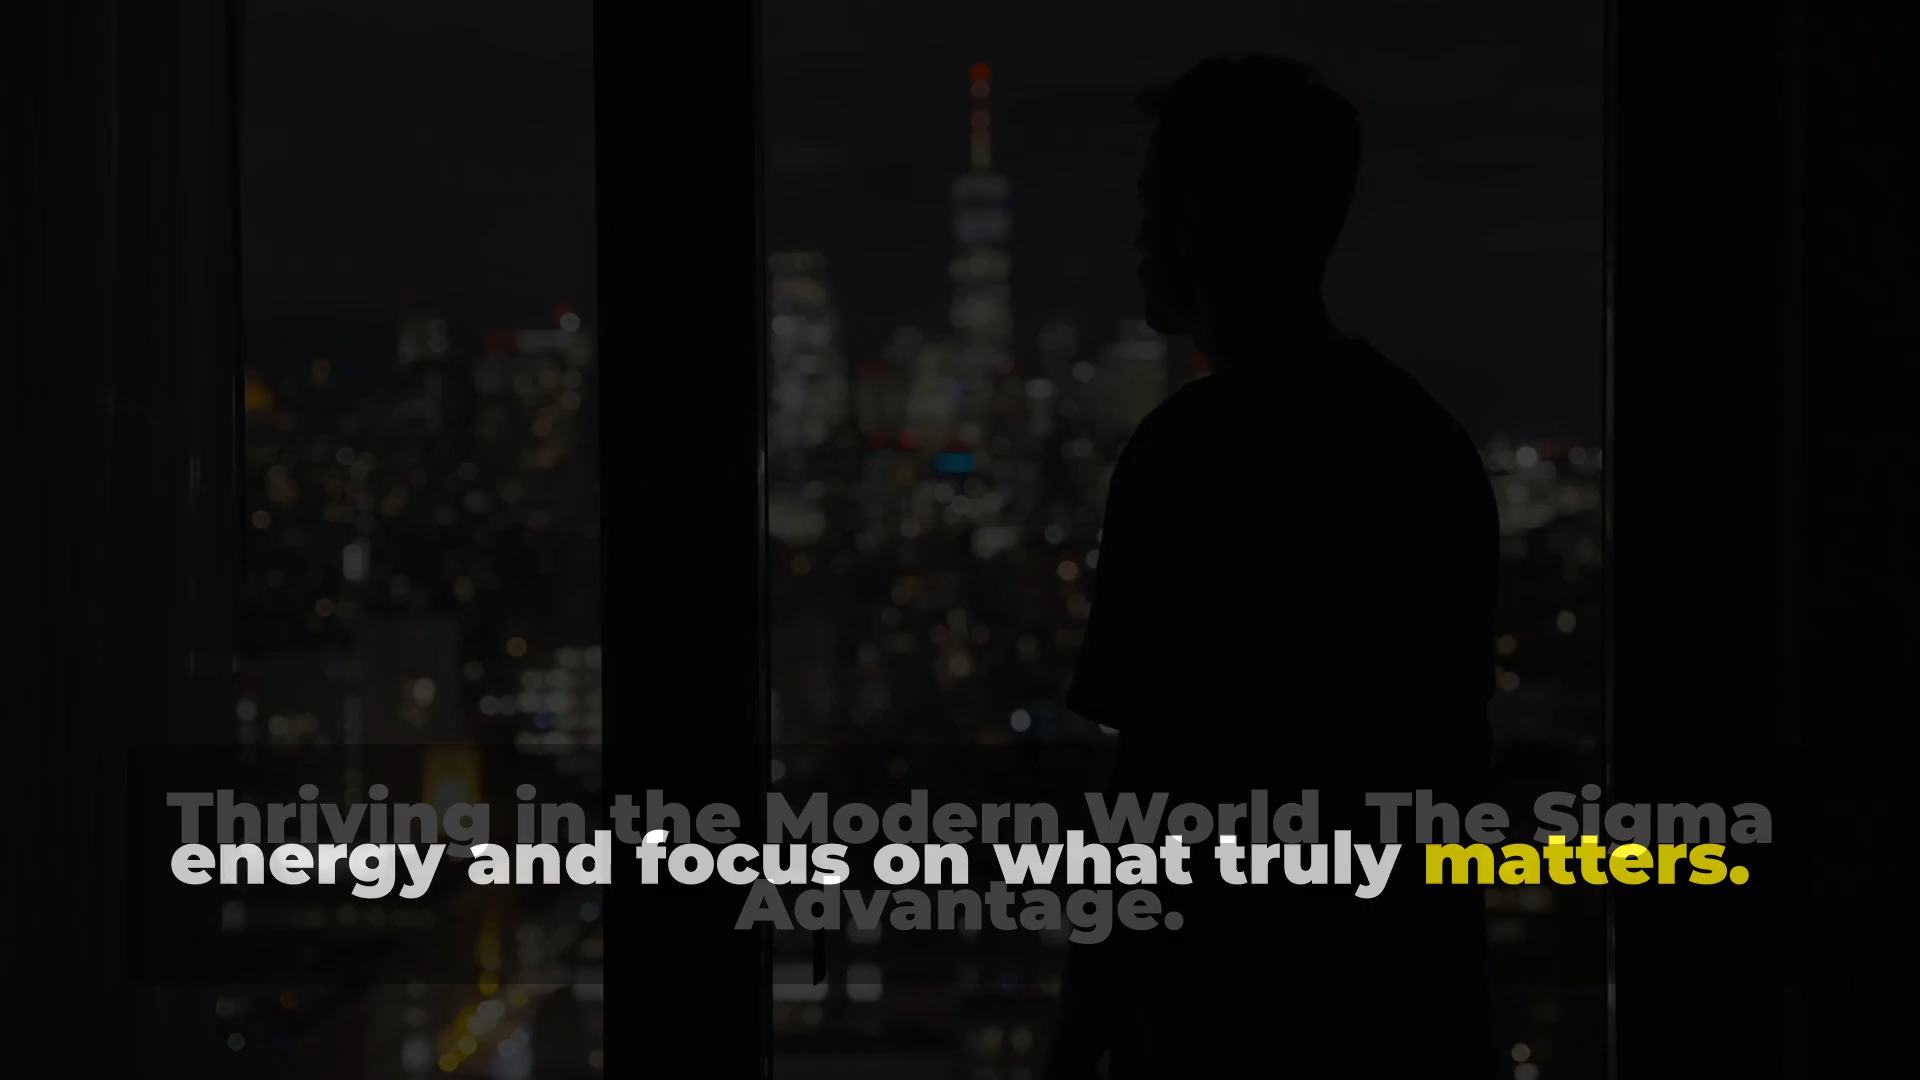 Thriving in the Modern World The Sigma
energy and focus on what truly matters.
Advantage.